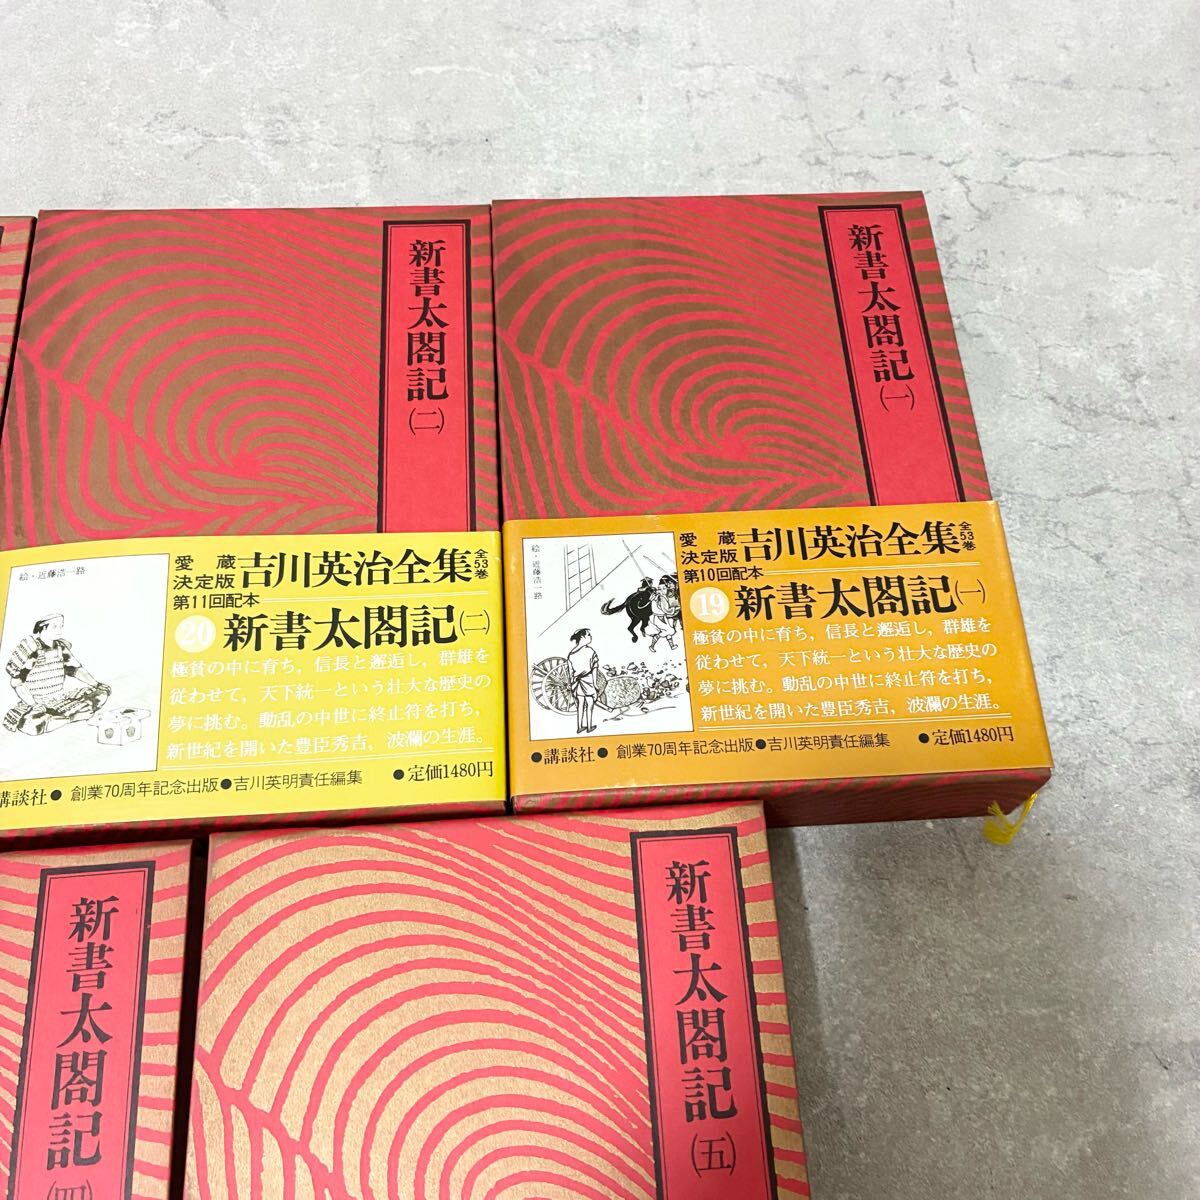 新書太閤記(一)
絵・近藤浩一路
愛蔵
決定版
吉川英治全集
全53巻
第10回配本
19 新書太閤記(一)
極貧の中に育ち，信長と邂逅し，群雄を
従わせて，天下統一という壮大な歴史の
夢に挑む。動乱の中世に終止符を打ち，
新世紀を開いた豊臣秀吉，波瀾の生涯。
●講談社● 創業70周年記念出版●吉川英明責任編集 ●定価1480円
新書太閤記(二)
絵・近藤浩一路
愛蔵
決定版
吉川英治全集
全53巻
第11回配本
20 新書太閤記(二)
極貧の中に育ち，信長と邂逅し，群雄を
従わせて，天下統一という壮大な歴史の
夢に挑む。動乱の中世に終止符を打ち，
新世紀を開いた豊臣秀吉，波瀾の生涯。
講談社● 創業70周年記念出版●吉川英明責任編集 ●定価1480円
新書太閤記(五)
新書太閤記(四